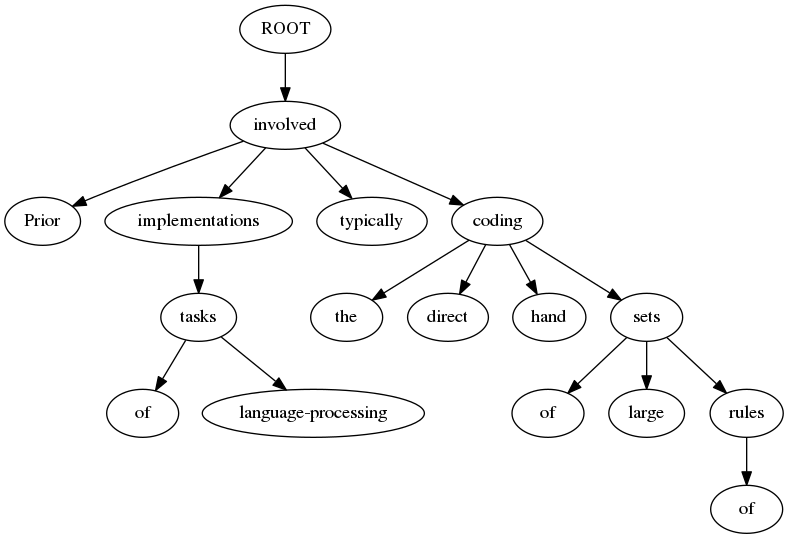 ROOT
involved
Prior implementations typically coding
tasks the direct hand sets
of language-processing of large rules
of